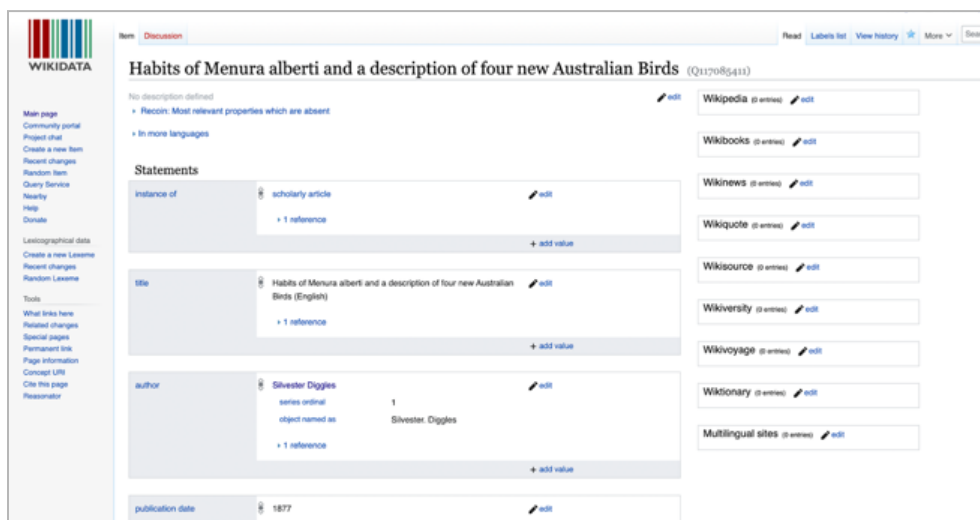 WIKIDATA
Main page
Community portal
Project chat
Create a new Item
Recent changes
Random Item
Query Service
Nearby
Help
Donate
Lexicographical data
Create a new Lexeme
Recent changes
Random Lexeme
Tools
What links here
Related changes
Special pages
Permanent link
Page information
Concept URI
Cite this page
Reasonator
Item Discussion
Read Labels list View history More
Habits of Menura alberti and a description of four new Australian Birds (Q117085411)
No description defined
edit
Recoin: Most relevant properties which are absent
In more languages
Statements
instance of
scholarly article
edit
1 reference
+ add value
title
Habits of Menura alberti and a description of four new Australian
Birds (English)
edit
1 reference
+ add value
author
Silvester Diggles
edit
series ordinal 1
object named as Silvester. Diggles
1 reference
+ add value
publication date
1877
edit
Wikipedia (0 entries) edit
Wikibooks (0 entries) edit
Wikinews (0 entries) edit
Wikiquote (0 entries) edit
Wikisource (0 entries) edit
Wikiversity (0 entries) edit
Wikivoyage (0 entries) edit
Wiktionary (0 entries) edit
Multilingual sites (0 entries) edit